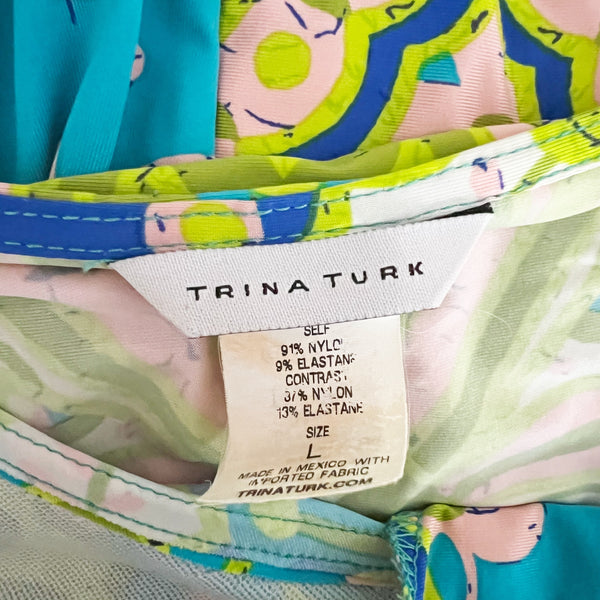 TRINA TURK
SELF
91% NYLON
9% ELASTANE
CONTRAST
37% NYLON
13% ELASTANE
SIZE
L
MADE IN MEXICO WITH
IMPORTED FABRIC
TRINATURK.COM